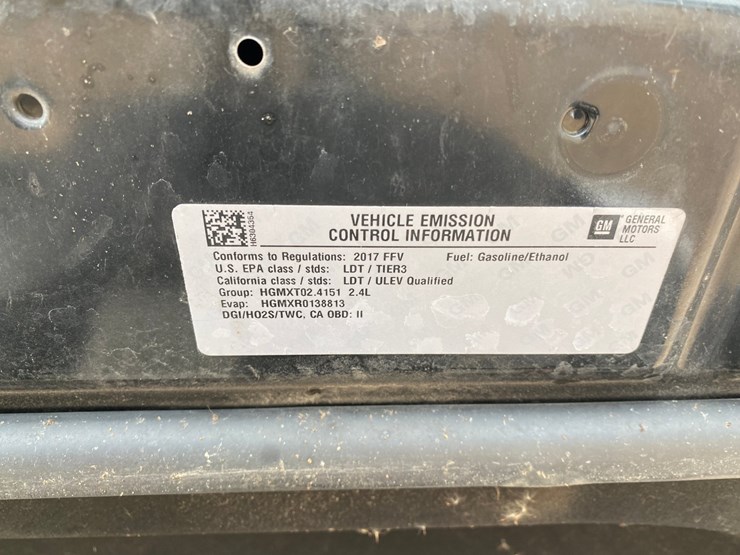 H6304354
VEHICLE EMISSION
CONTROL INFORMATION
GM
GENERAL
MOTORS
LLC
Conforms to Regulations: 2017 FFV Fuel: Gasoline/Ethanol
U.S. EPA class / stds: LDT / TIER3
California class / stds: LDT / ULEV Qualified
Group: HGMXT02.4151 2.4L
Evap: HGMXR0138813
DGI/HO2S/TWC, CA OBD: II